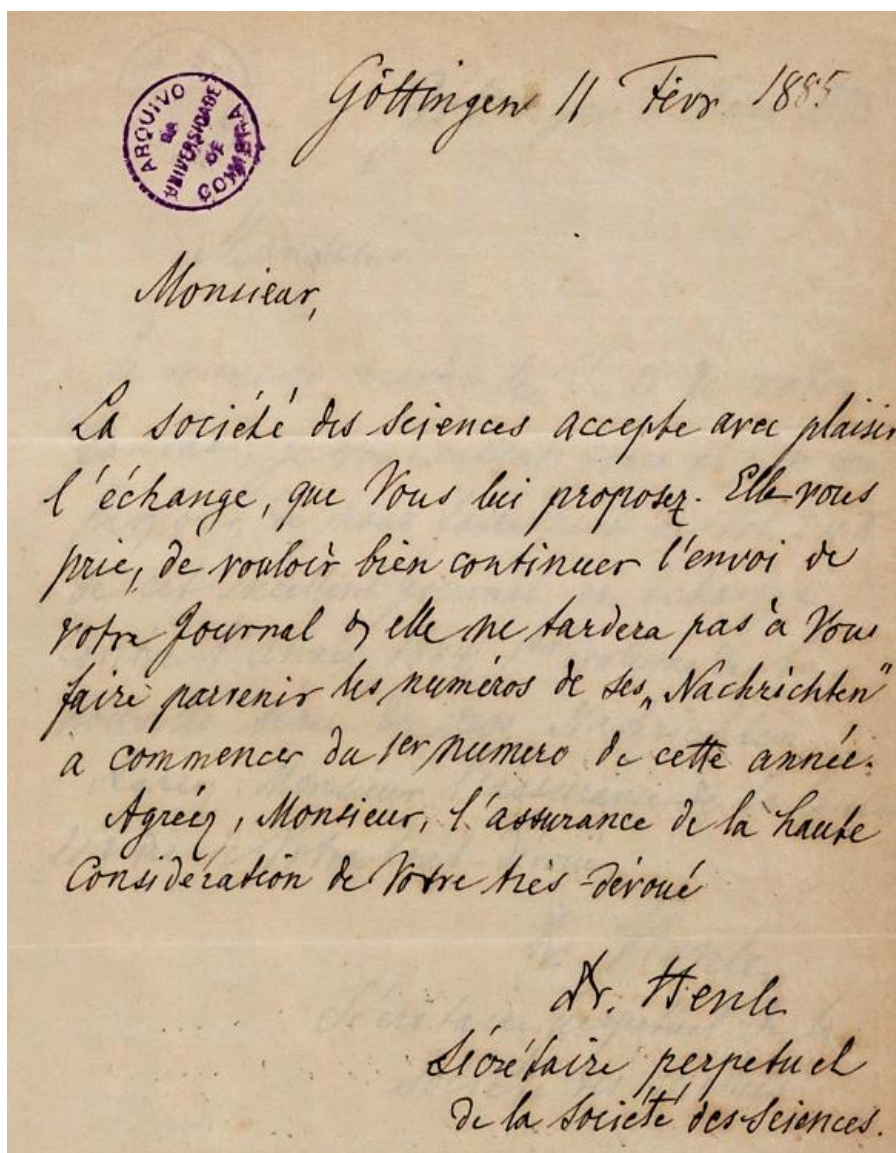 Göttingen 11 Févr 1885
ARQUIVO DA UNIVERSIDADE DE COIMBRA
Monsieur,
La société des sciences accepte avec plaisir
l'échange, que Vous lui proposez. Elle vous
prie, de vouloir bien continuer l'envoi de
votre Journal & elle ne tardera pas à Vous
faire parvenir les numéros de ses „Nachrichten"
a commencer du 1er numero de cette année.
Agréez, Monsieur, l'assurance de la haute
Considération de Votre très-dévoué
Dr. Henle
Sécrétaire perpetuel
de la Société des Sciences.